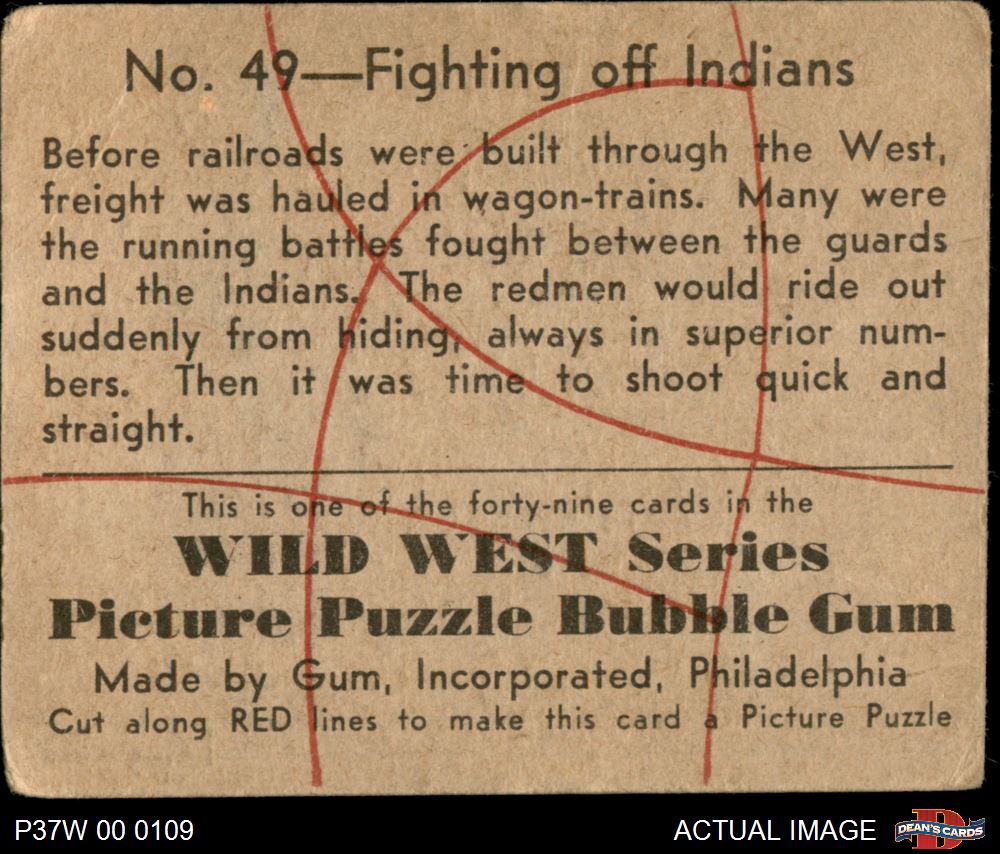 No. 49—Fighting off Indians
Before railroads were built through the West,
freight was hauled in wagon-trains. Many were
the running battles fought between the guards
and the Indians. The redmen would ride out
suddenly from hiding, always in superior num-
bers. Then it was time to shoot quick and
straight.
This is one of the forty-nine cards in the
WILD WEST Series
Picture Puzzle Bubble Gum
Made by Gum, Incorporated, Philadelphia
Cut along RED lines to make this card a Picture Puzzle
P37W 00 0109
ACTUAL IMAGE
DEAN'S CARDS